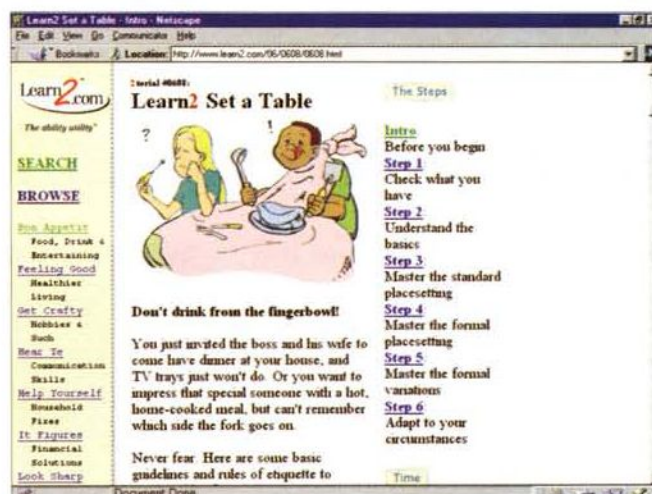 Learn2 Set a Table - Intro - Netscape
File Edit View Go Communicator Help
Bookmarks Location: http://www.learn2.com/06/0608/0608.html
Learn2.com
The ability utility™
SEARCH
BROWSE
Bon Appetit
Food, Drink &
Entertaining
Feeling Good
Healthier
Living
Get Crafty
Hobbies &
Such
Hear Ye
Communication
Skills
Help Yourself
Household
Fixes
It Figures
Financial
Solutions
Look Sharp
2torial #0608:
Learn2 Set a Table
? !
Don't drink from the fingerbowl!
You just invited the boss and his wife to
come have dinner at your house, and
TV trays just won't do. Or you want to
impress that special someone with a hot,
home-cooked meal, but can't remember
which side the fork goes on.
Never fear. Here are some basic
guidelines and rules of etiquette to
The Steps
Intro:
Before you begin
Step 1:
Check what you
have
Step 2:
Understand the
basics
Step 3:
Master the standard
placesetting
Step 4:
Master the formal
placesetting
Step 5:
Master the formal
variations
Step 6:
Adapt to your
circumstances
Time
Document Done